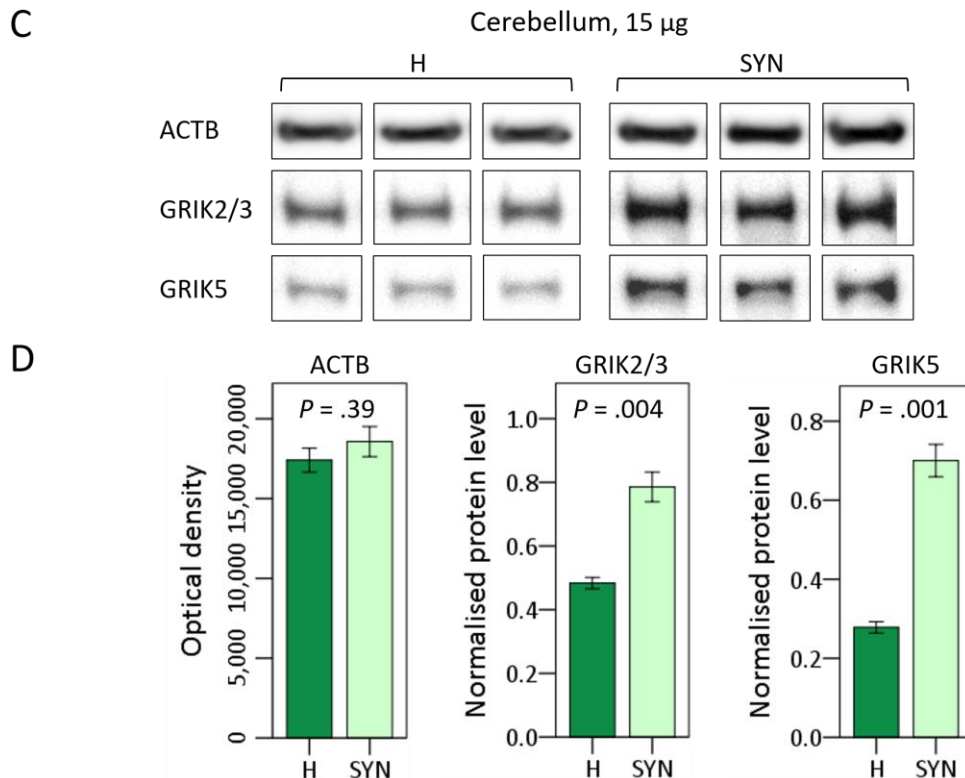 C
Cerebellum, 15 µg
H SYN
ACTB
GRIK2/3
GRIK5
D
ACTB GRIK2/3 GRIK5
P = .39 P = .004 P = .001
Optical density
20,000
15,000
10,000
5,000
0
H SYN
Normalised protein level
1.0
0.8
0.6
0.4
0.2
0.0
H SYN
Normalised protein level
0.8
0.6
0.4
0.2
0.0
H SYN